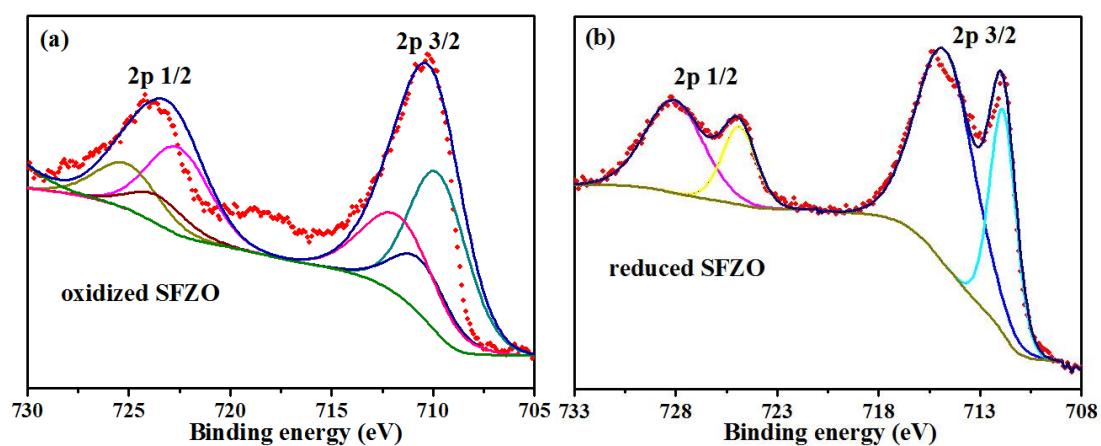 (a)
2p 3/2
2p 1/2
oxidized SFZO
730 725 720 715 710 705
Binding energy (eV)
(b)
2p 3/2
2p 1/2
reduced SFZO
733 728 723 718 713 708
Binding energy (eV)